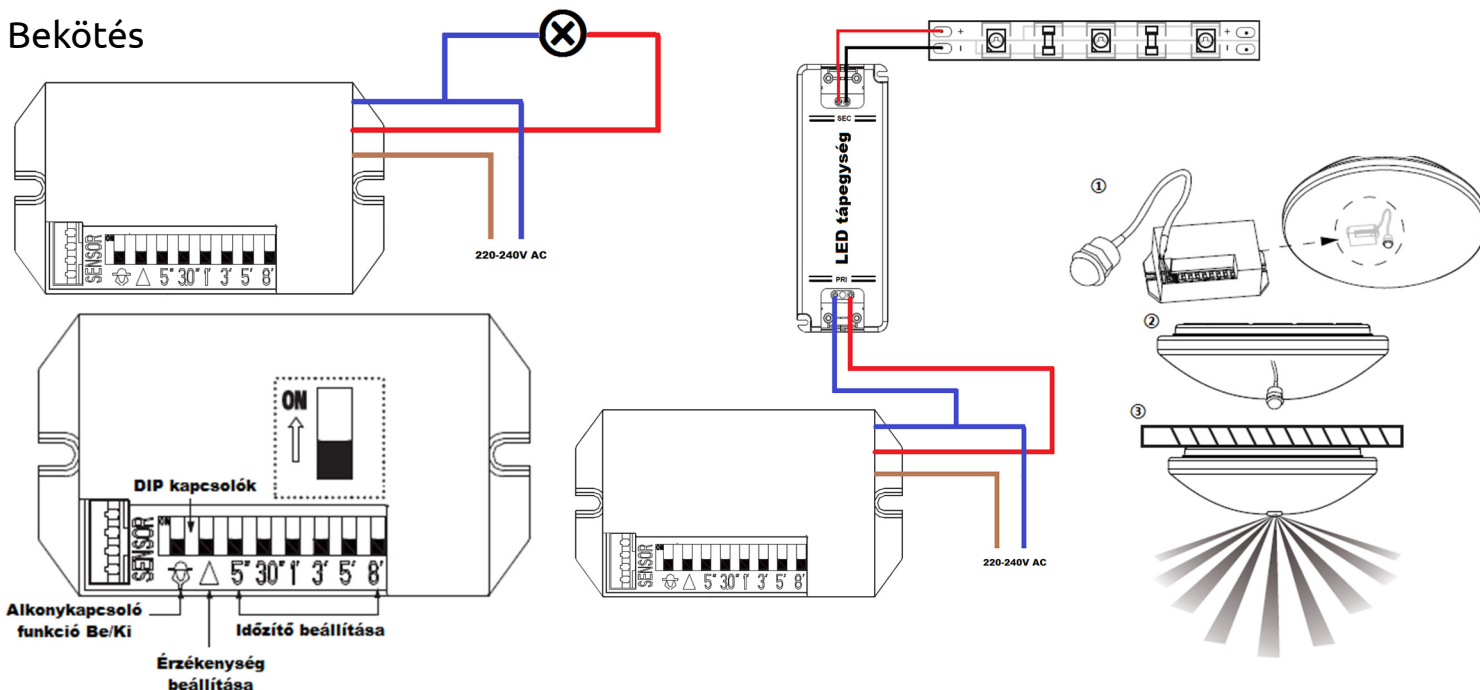 Bekötés
220-240V AC
ON
SENSOR
5" 30" 1' 3' 5' 8'
ON
DIP kapcsolók
ON
SENSOR
5" 30" 1' 3' 5' 8'
Alkonykapcsoló
funkció Be/Ki
Időzítő beállítása
Érzékenység
beállítása
+ +
- -
SEC
LED tápegység
PRI
ON
SENSOR
5" 30" 1' 3' 5' 8'
220-240V AC
①
②
③